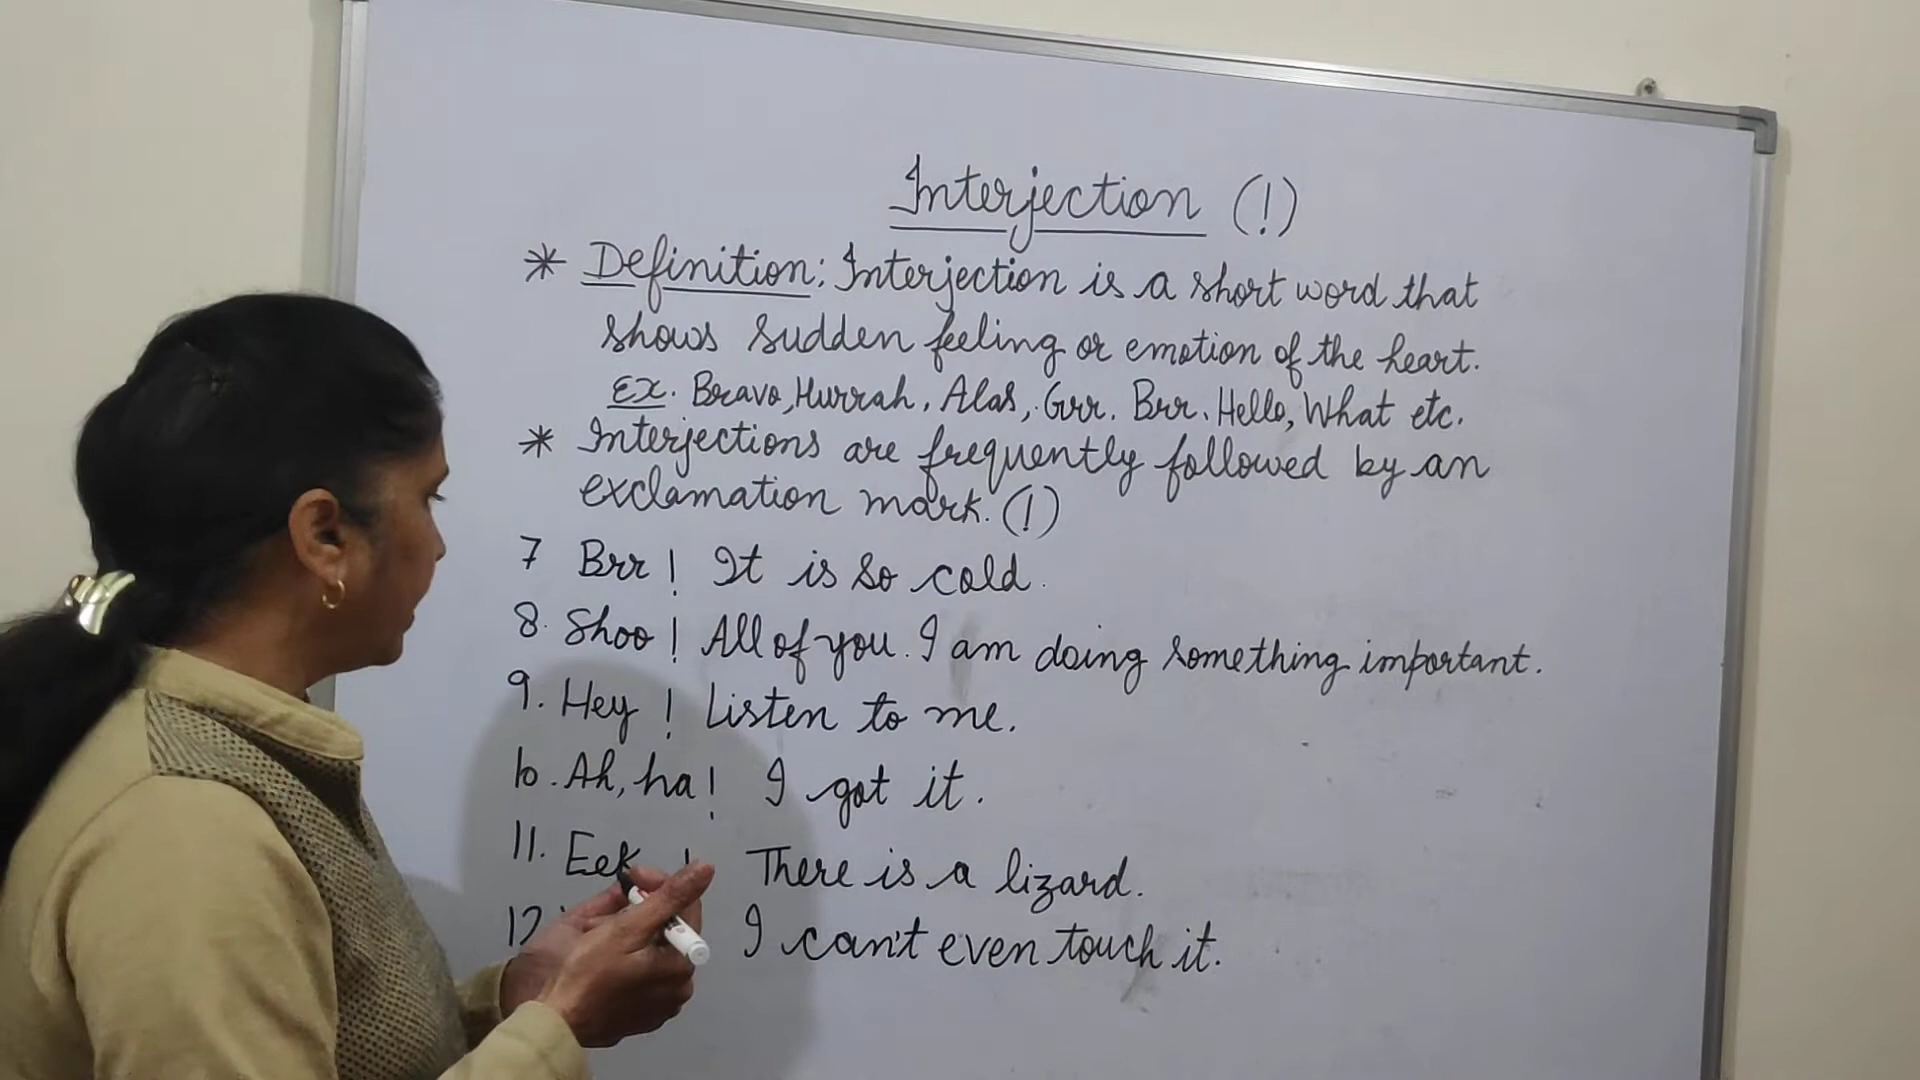 Interjection (!)
* Definition: Interjection is a short word that
shows sudden feeling or emotion of the heart.
Ex. Bravo, Hurrah, Alas, Grr. Brr. Hello, What etc.
* Interjections are frequently followed by an
exclamation mark. (!)
7 Brr! It is so cold.
8. Shoo! All of you. I am doing something important.
9. Hey! Listen to me.
10. Ah, ha! I got it.
11. Eek ! There is a lizard.
12 I can't even touch it.